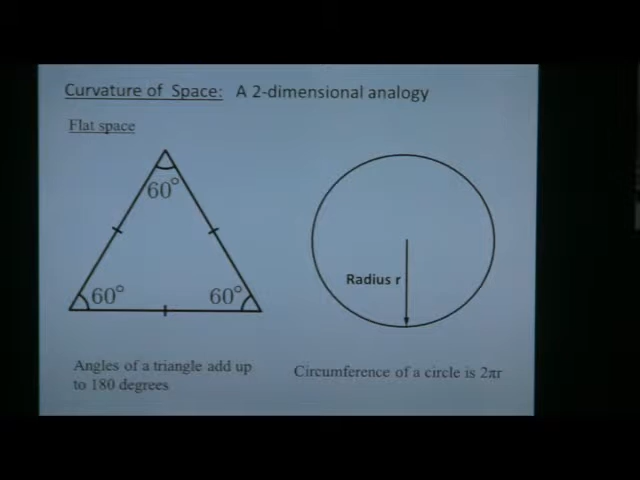 Curvature of Space: A 2-dimensional analogy
Flat space
60°
60° 60°
Radius r
Angles of a triangle add up
to 180 degrees
Circumference of a circle is 2πr